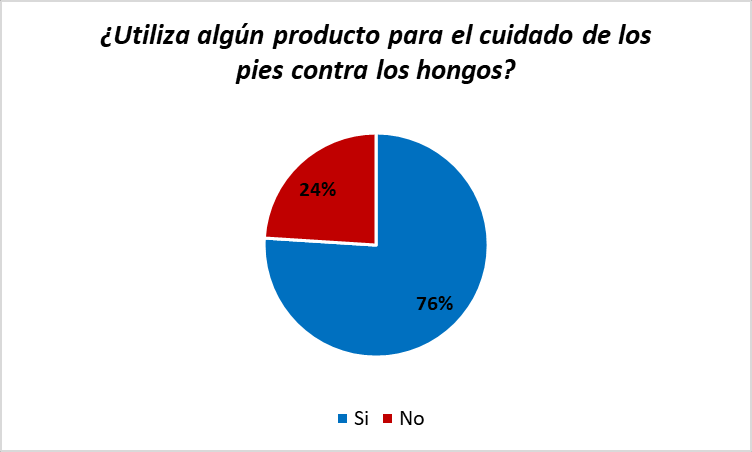 ¿Utiliza algún producto para el cuidado de los
pies contra los hongos?
24%
76%
Si No